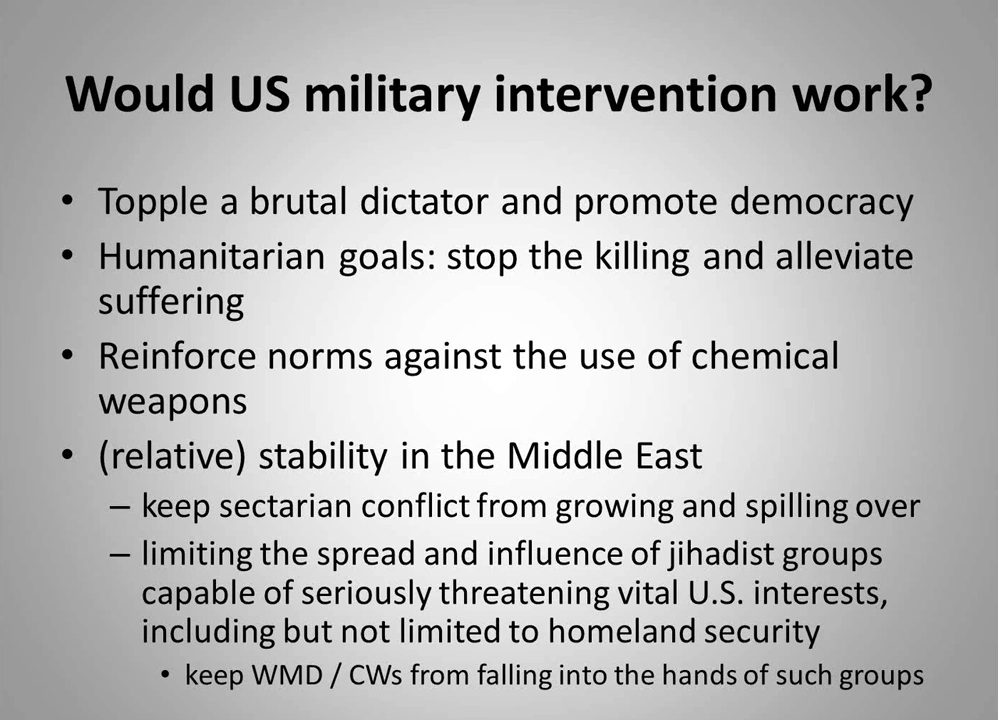 Would US military intervention work?
• Topple a brutal dictator and promote democracy
• Humanitarian goals: stop the killing and alleviate
suffering
• Reinforce norms against the use of chemical
weapons
• (relative) stability in the Middle East
– keep sectarian conflict from growing and spilling over
– limiting the spread and influence of jihadist groups
capable of seriously threatening vital U.S. interests,
including but not limited to homeland security
• keep WMD / CWs from falling into the hands of such groups